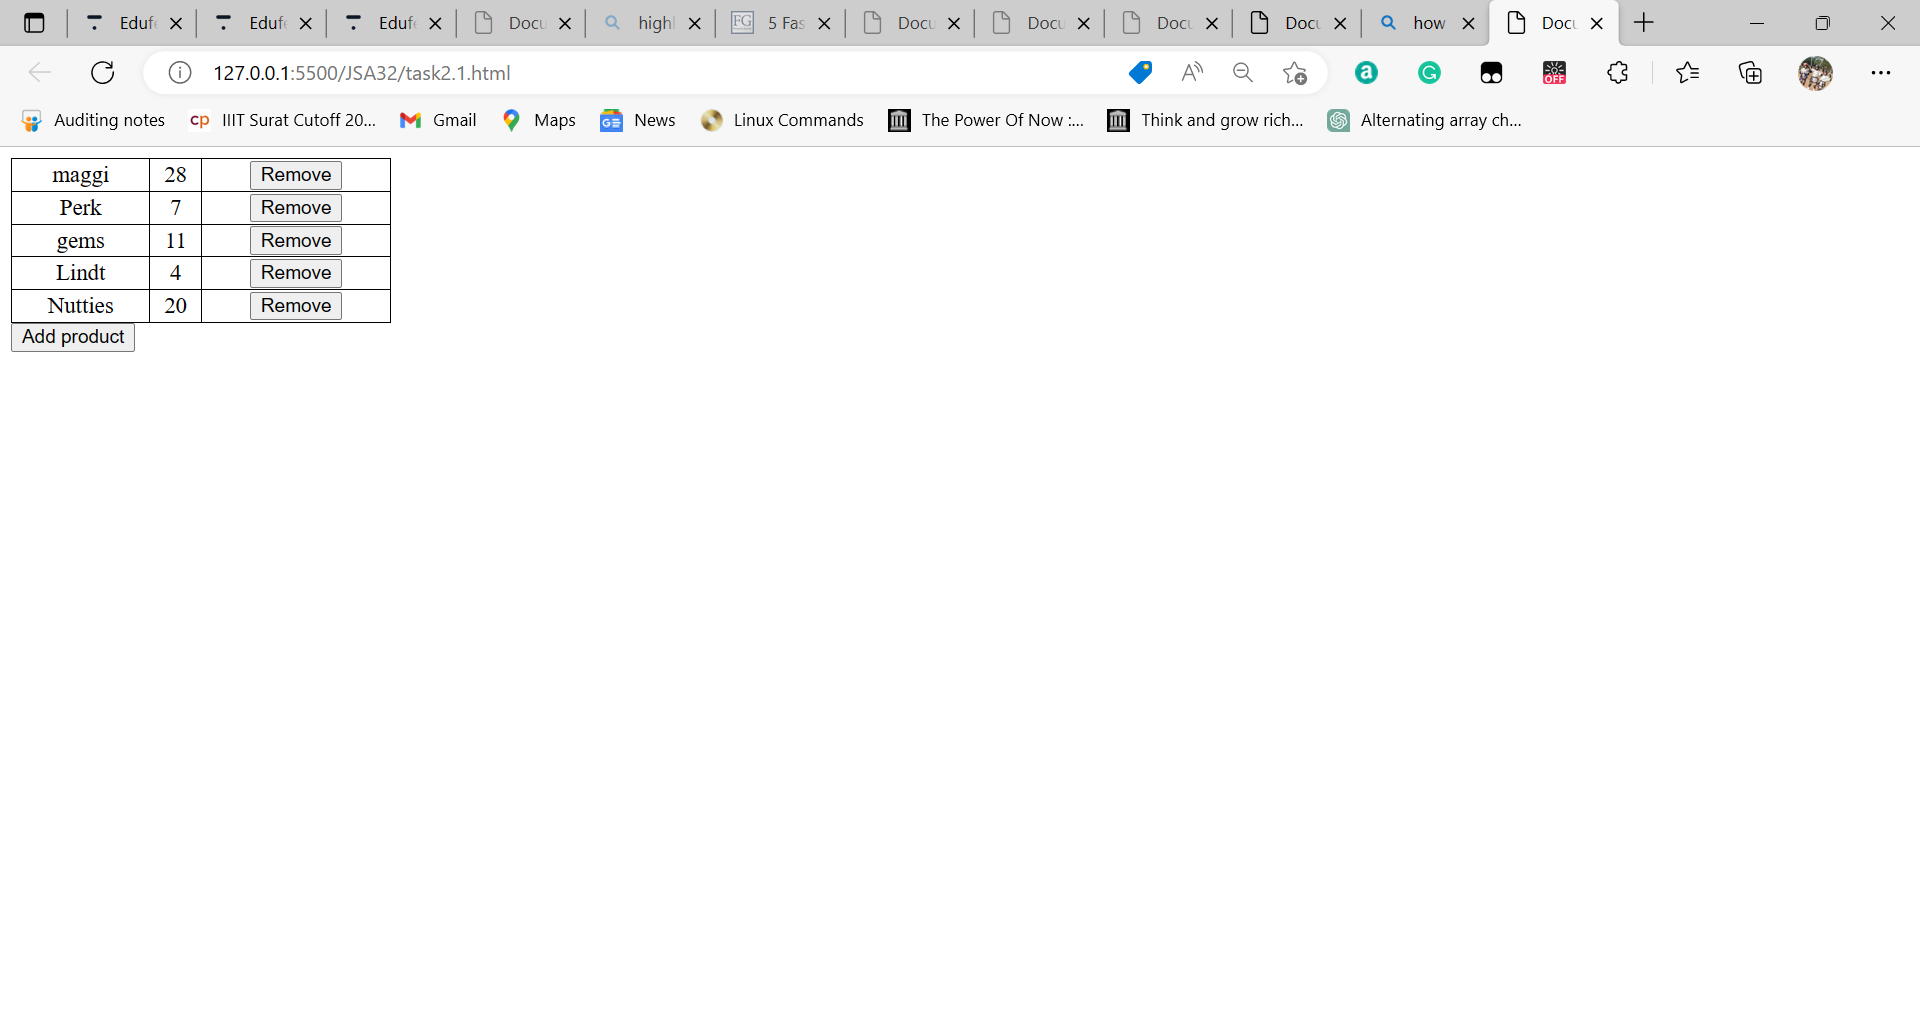 Edufe Edufe Edufe Docu highl 5 Fas Docu Docu Docu Docu how Docu
127.0.0.1:5500/JSA32/task2.1.html
Auditing notes IIIT Surat Cutoff 20... Gmail Maps News Linux Commands The Power Of Now :... Think and grow rich... Alternating array ch...
maggi 28 Remove
Perk 7 Remove
gems 11 Remove
Lindt 4 Remove
Nutties 20 Remove
Add product